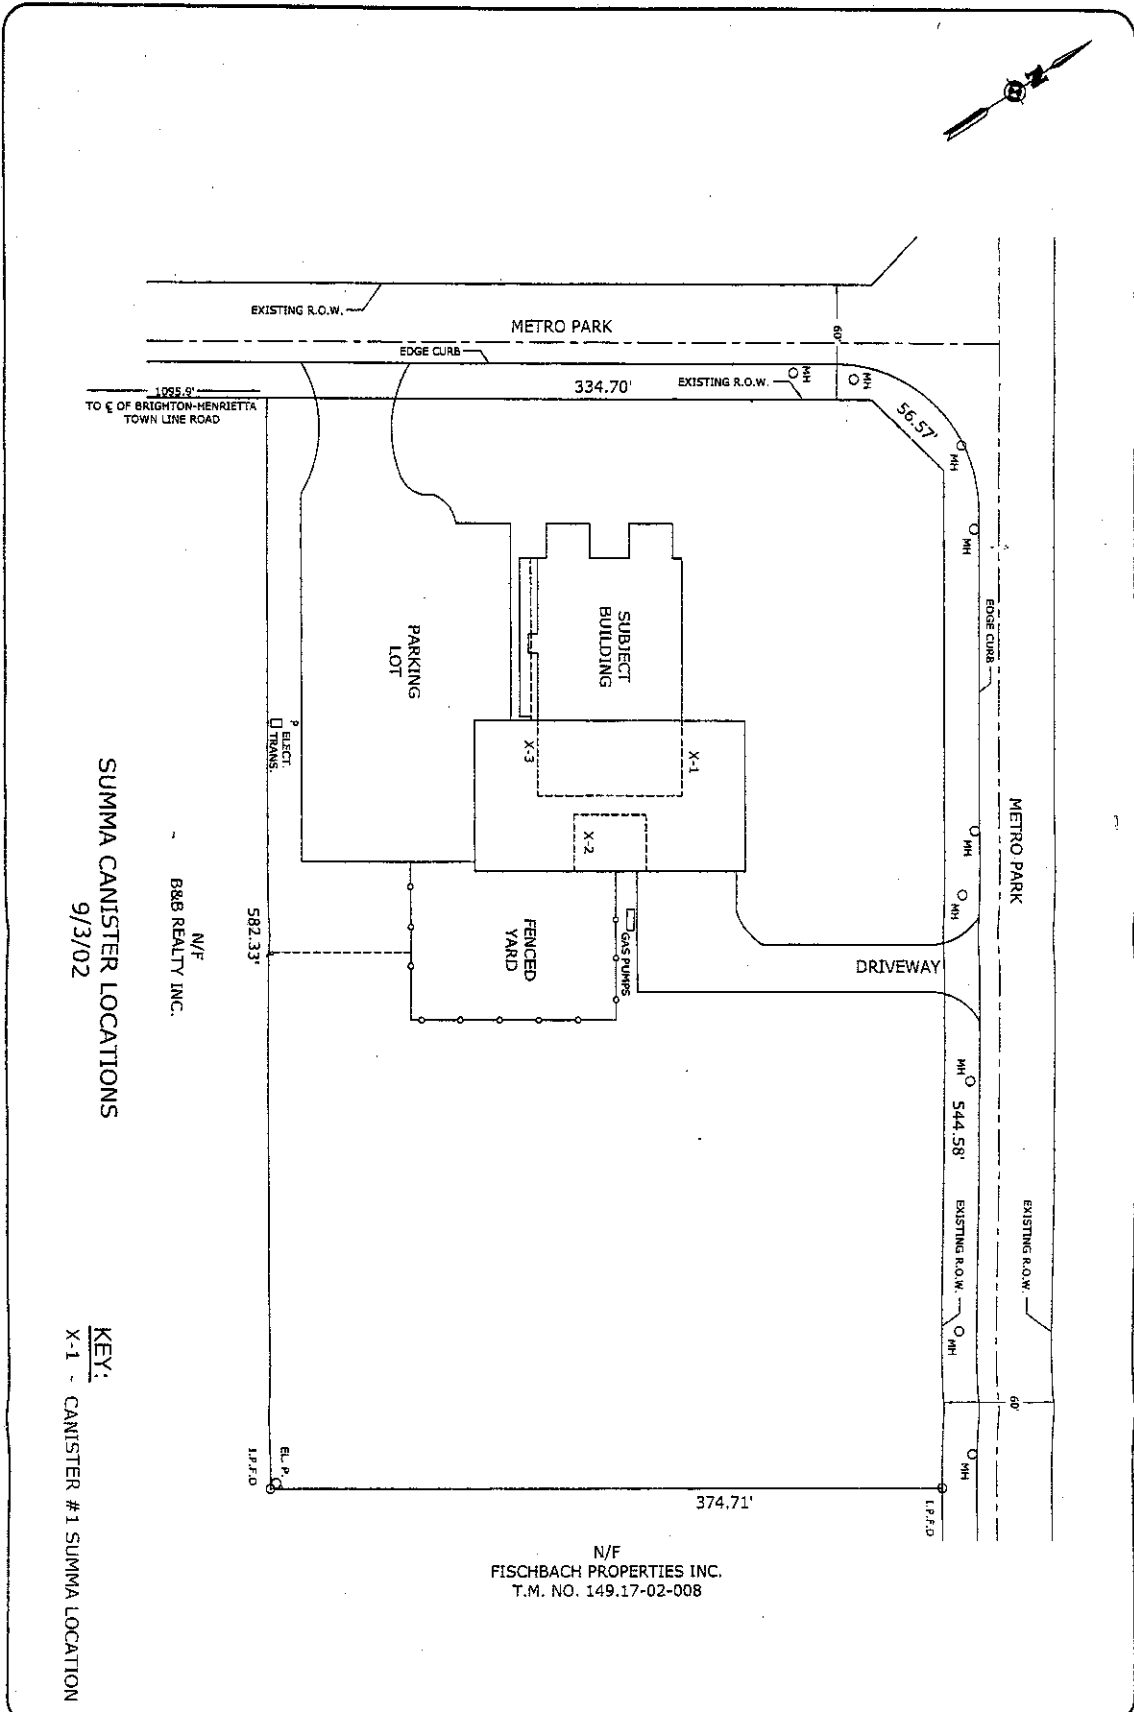 N
EXISTING R.O.W.
METRO PARK
60'
EDGE CURB
334.70'
EXISTING R.O.W.
MH
MH
1095.9'
TO ℄ OF BRIGHTON-HENRIETTA
TOWN LINE ROAD
56.57'
MH
MH
EDGE CURB
SUBJECT
BUILDING
PARKING
LOT
X-1
X-3
X-2
P
ELECT.
TRANS.
METRO PARK
MH
MH
FENCED
YARD
GAS PUMPS
DRIVEWAY
582.33'
N/F
B&B REALTY INC.
MH
544.58'
EXISTING R.O.W.
EXISTING R.O.W.
MH
60'
MH
EL. P.
I.P.F.D
I.P.F.D
374.71'
N/F
FISCHBACH PROPERTIES INC.
T.M. NO. 149.17-02-008
SUMMA CANISTER LOCATIONS
9/3/02
KEY:
X-1 - CANISTER #1 SUMMA LOCATION